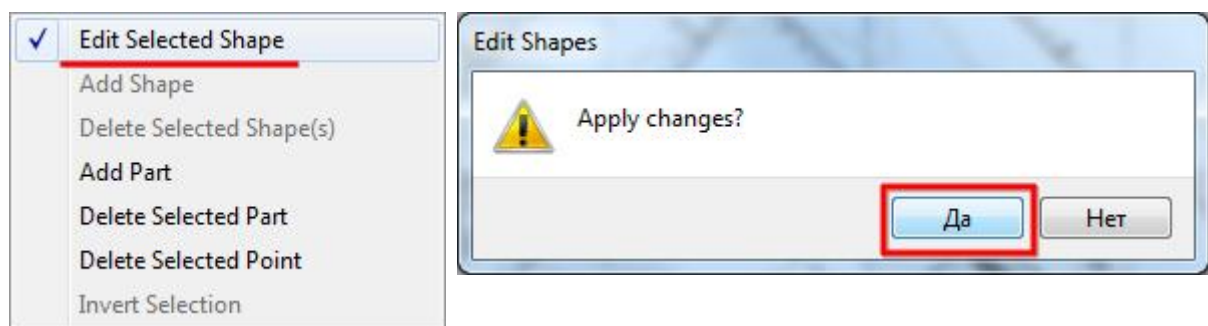 Edit Selected Shape
Add Shape
Delete Selected Shape(s)
Add Part
Delete Selected Part
Delete Selected Point
Invert Selection
Edit Shapes
Apply changes?
Да
Нет